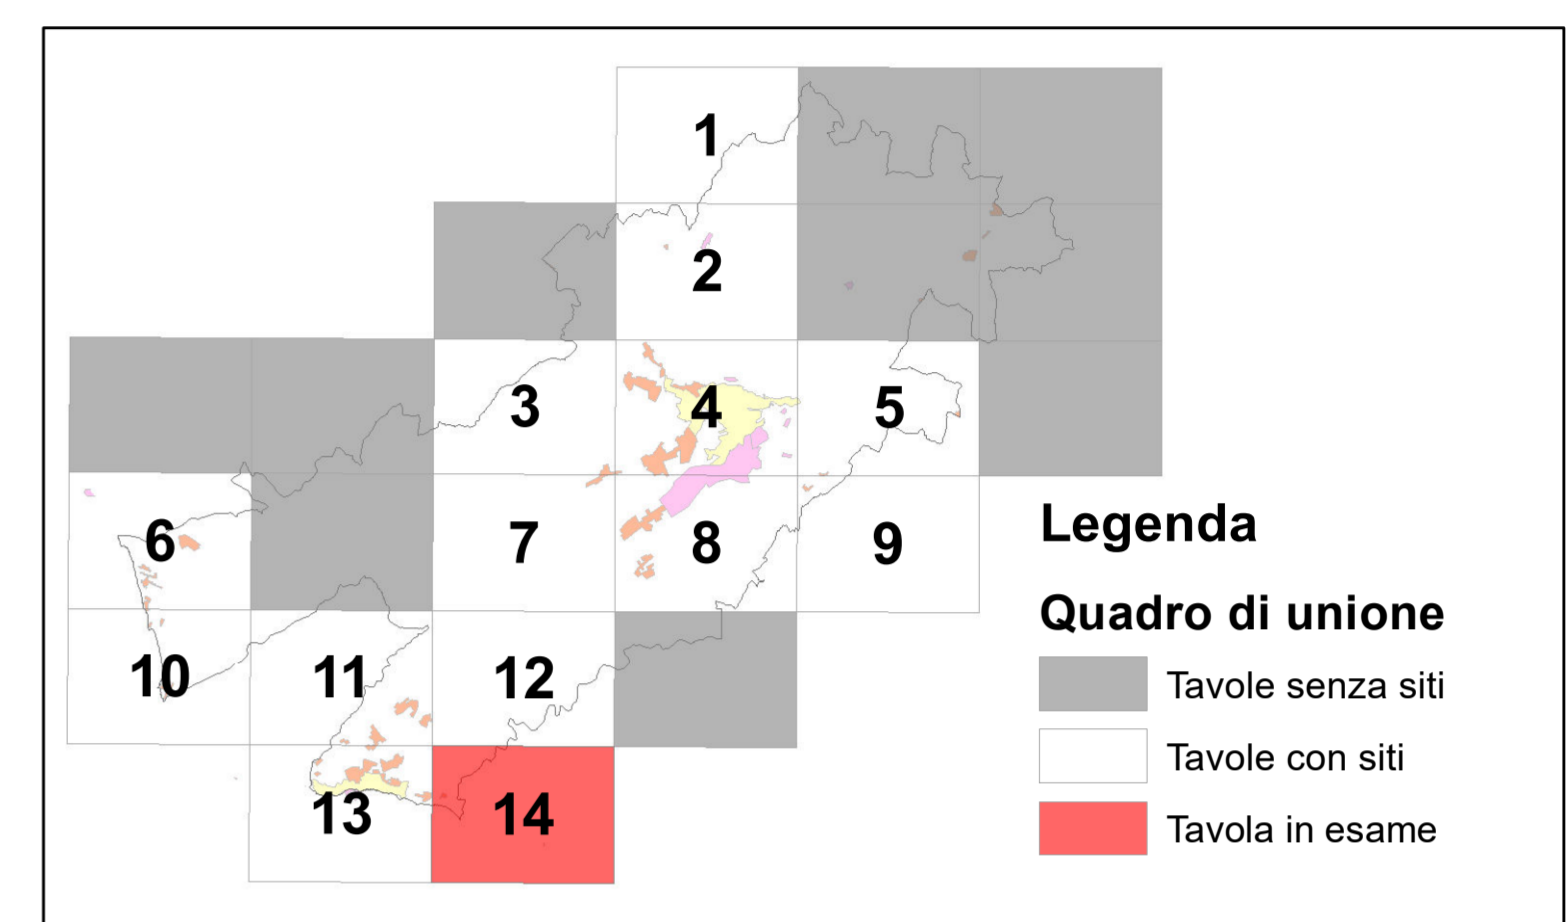 1
2
3
4
5
6
7
8
9
10
11
12
13
14
Legenda
Quadro di unione
Tavole senza siti
Tavole con siti
Tavola in esame